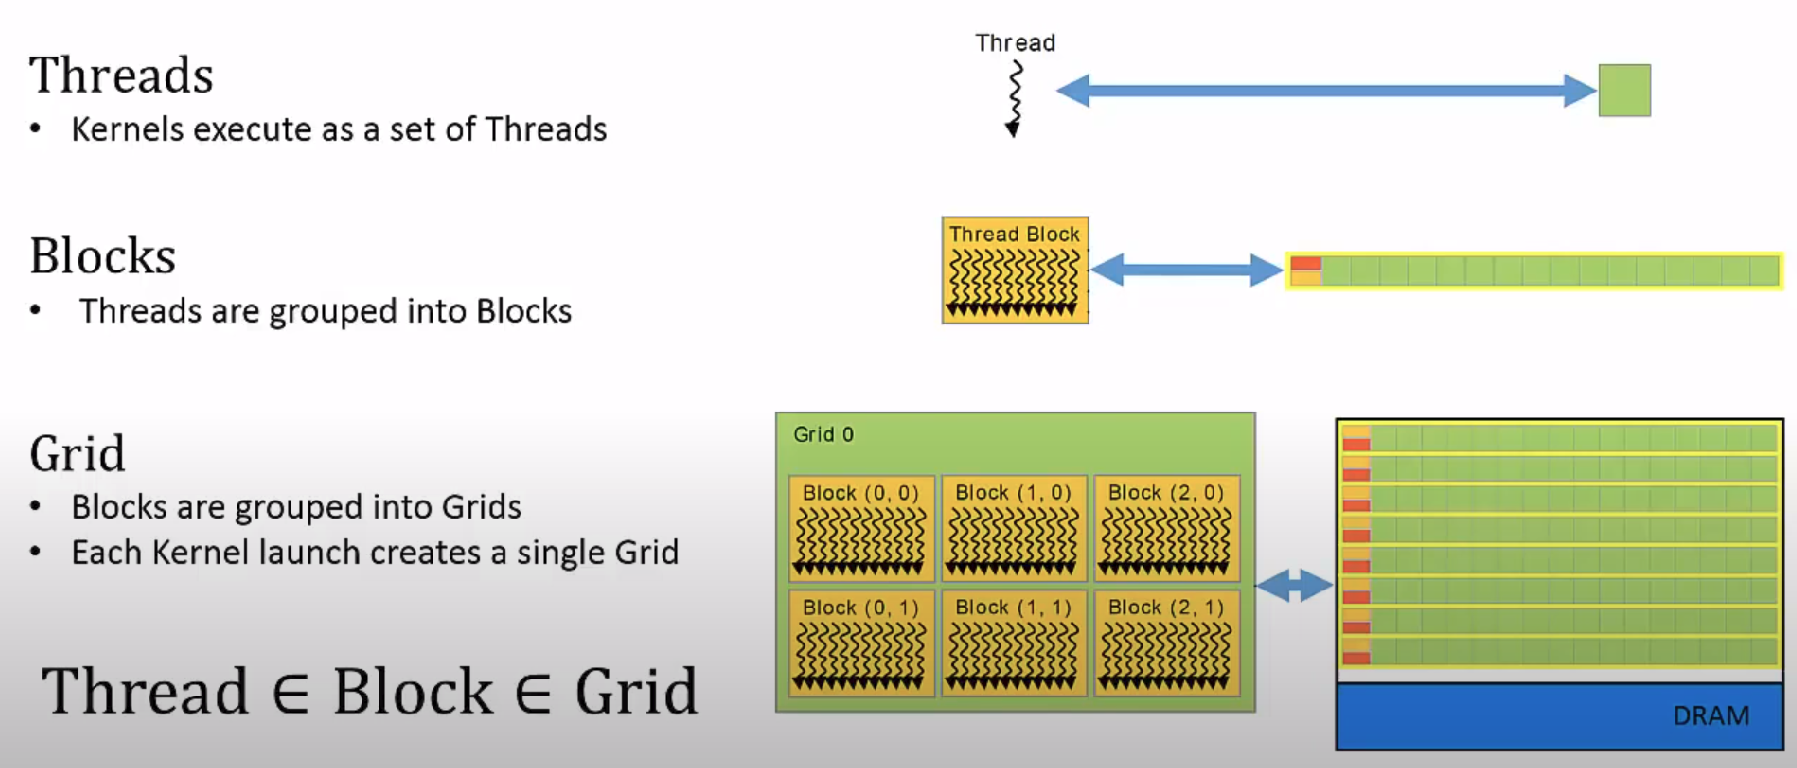 Threads
• Kernels execute as a set of Threads
Thread
Blocks
• Threads are grouped into Blocks
Thread Block
Grid
• Blocks are grouped into Grids
• Each Kernel launch creates a single Grid
Thread ∈ Block ∈ Grid
Grid 0
Block (0, 0) Block (1, 0) Block (2, 0)
Block (0, 1) Block (1, 1) Block (2, 1)
DRAM